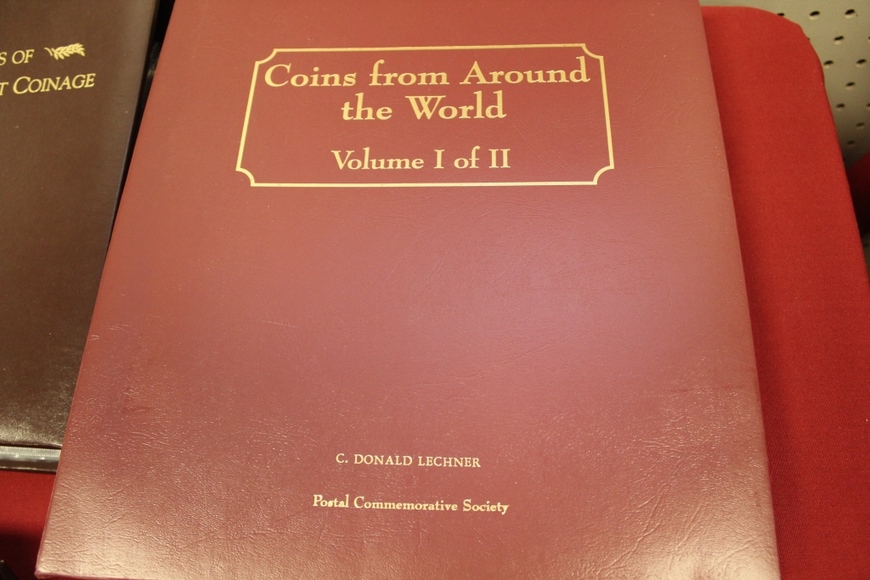 S OF
T COINAGE
Coins from Around
the World
Volume I of II
C. DONALD LECHNER
Postal Commemorative Society